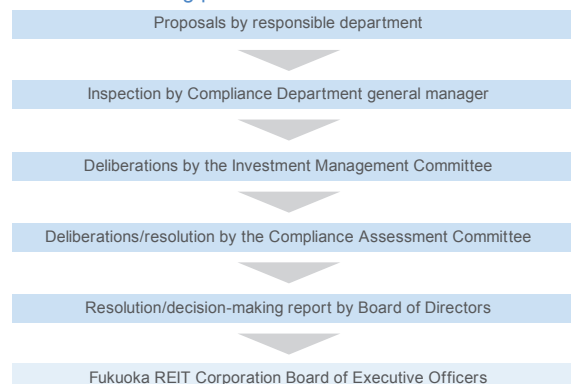 Proposals by responsible department
Inspection by Compliance Department general manager
Deliberations by the Investment Management Committee
Deliberations/resolution by the Compliance Assessment Committee
Resolution/decision-making report by Board of Directors
Fukuoka REIT Corporation Board of Executive Officers